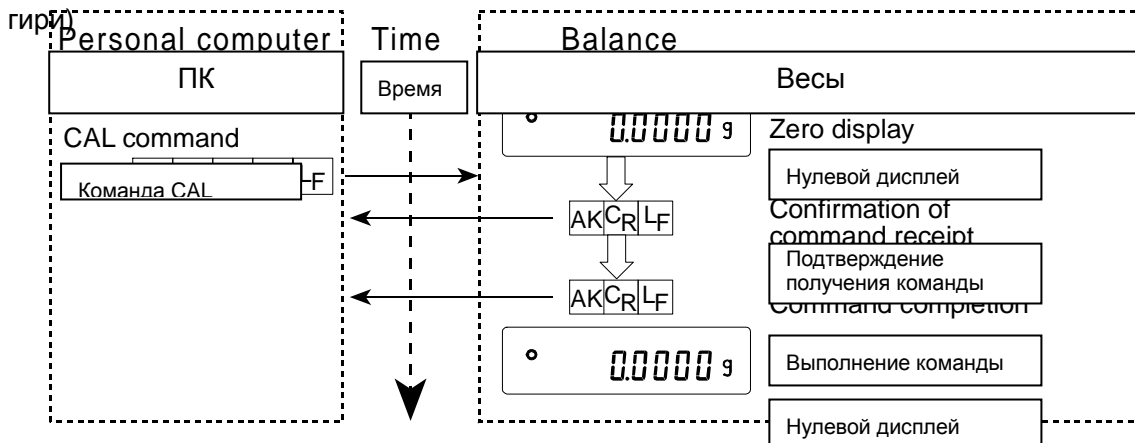 гири)
Personal computer
Time
Balance
ПК
Время
Весы
CAL command
0.0000 g
Zero display
Команда CAL
LF
Нулевой дисплей
AK CR LF
Confirmation of
command receipt
Подтверждение
получения команды
AK CR LF
Command completion
0.0000 g
Выполнение команды
Нулевой дисплей